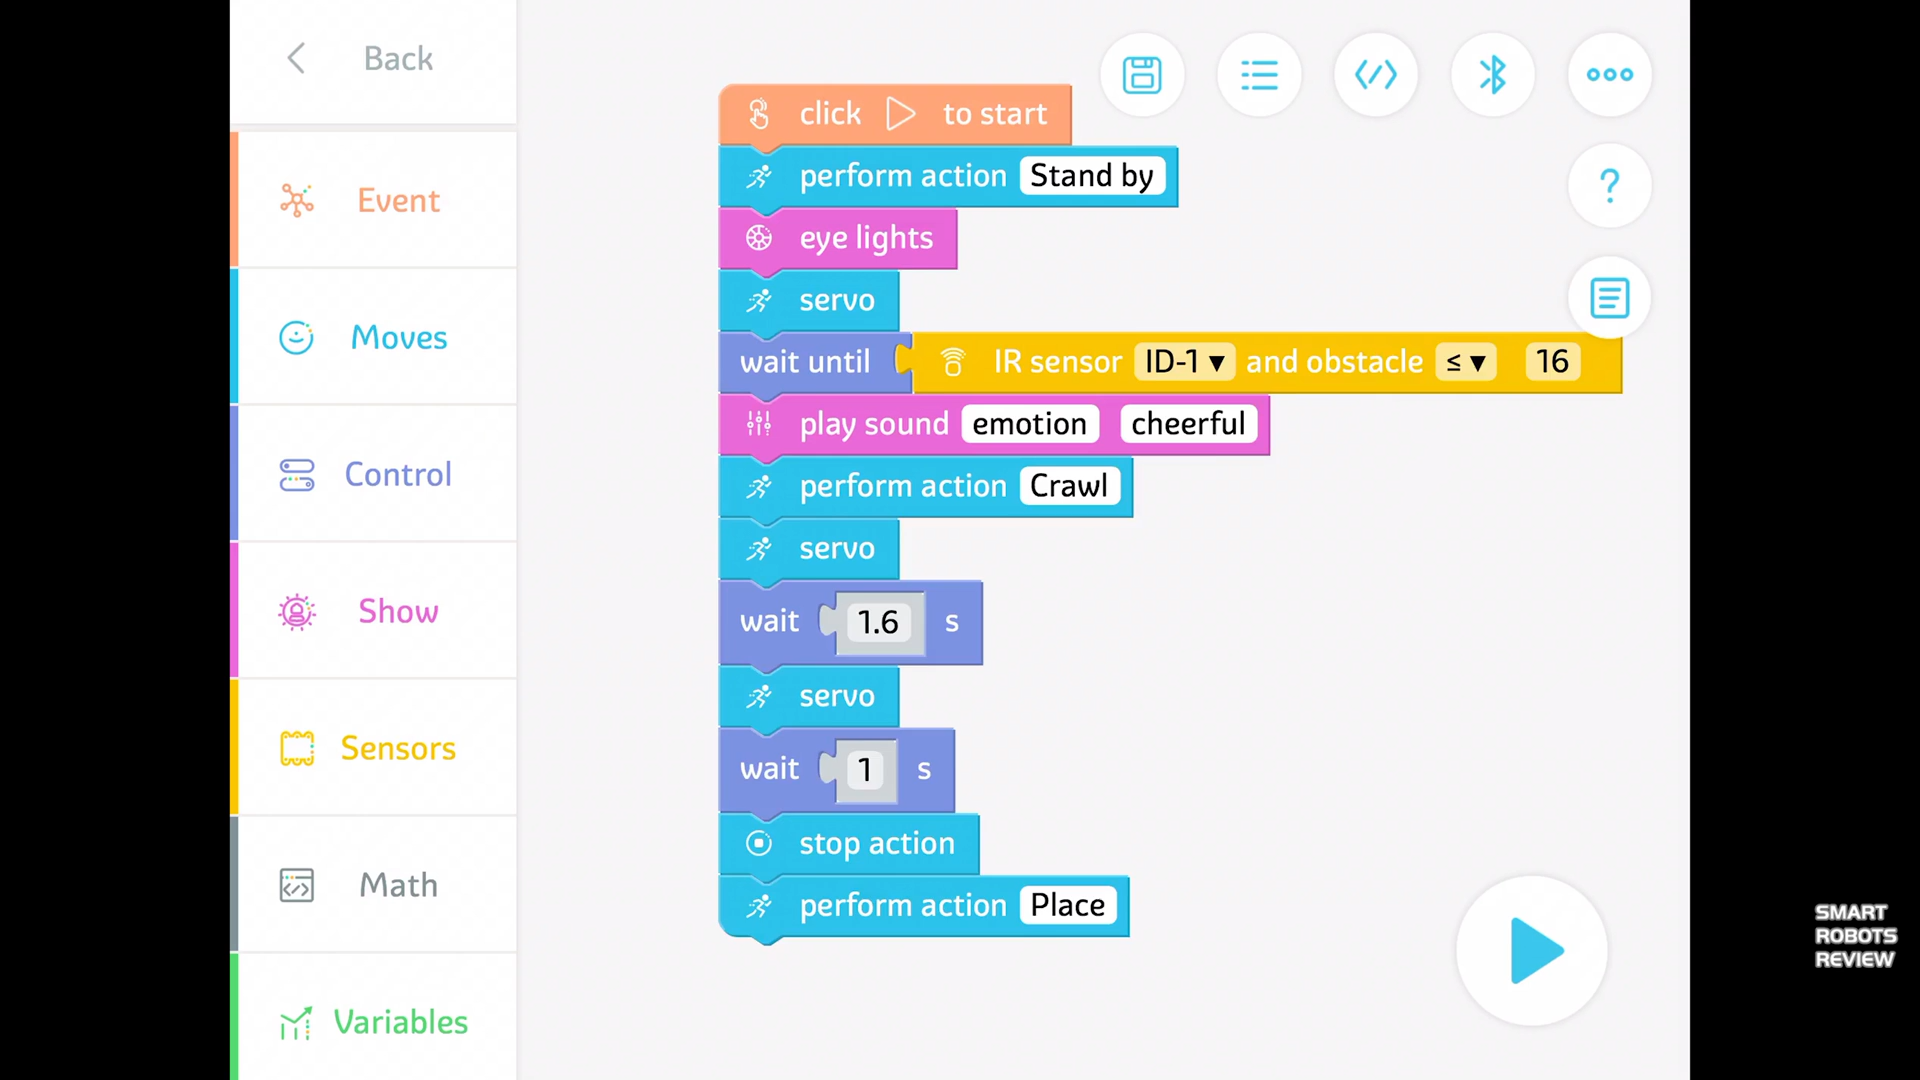 Back
Event
Moves
Control
Show
Sensors
Math
Variables
click to start
perform action Stand by
eye lights
servo
wait until IR sensor ID-1 ▼ and obstacle ≤ ▼ 16
play sound emotion cheerful
perform action Crawl
servo
wait 1.6 s
servo
wait 1 s
stop action
perform action Place
?
SMART
ROBOTS
REVIEW